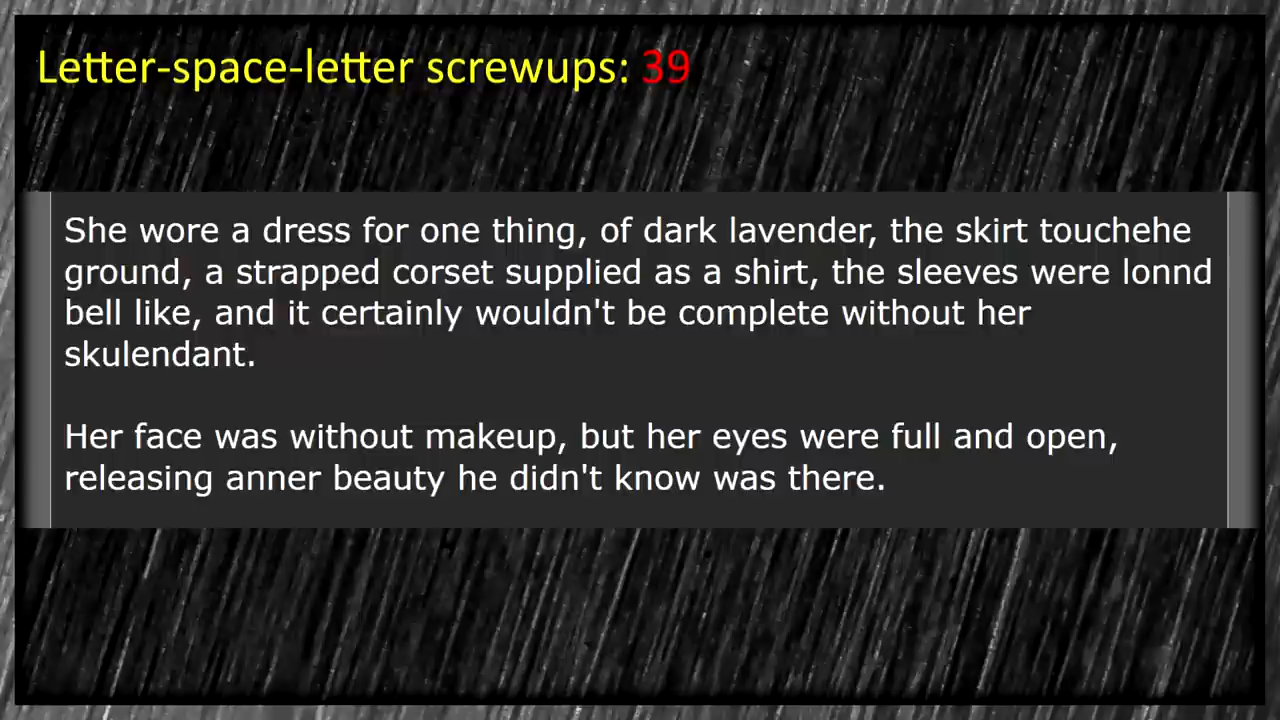 Letter-space-letter screwups: 39
She wore a dress for one thing, of dark lavender, the skirt touchehe
ground, a strapped corset supplied as a shirt, the sleeves were lonnd
bell like, and it certainly wouldn't be complete without her
skulendant.
Her face was without makeup, but her eyes were full and open,
releasing anner beauty he didn't know was there.